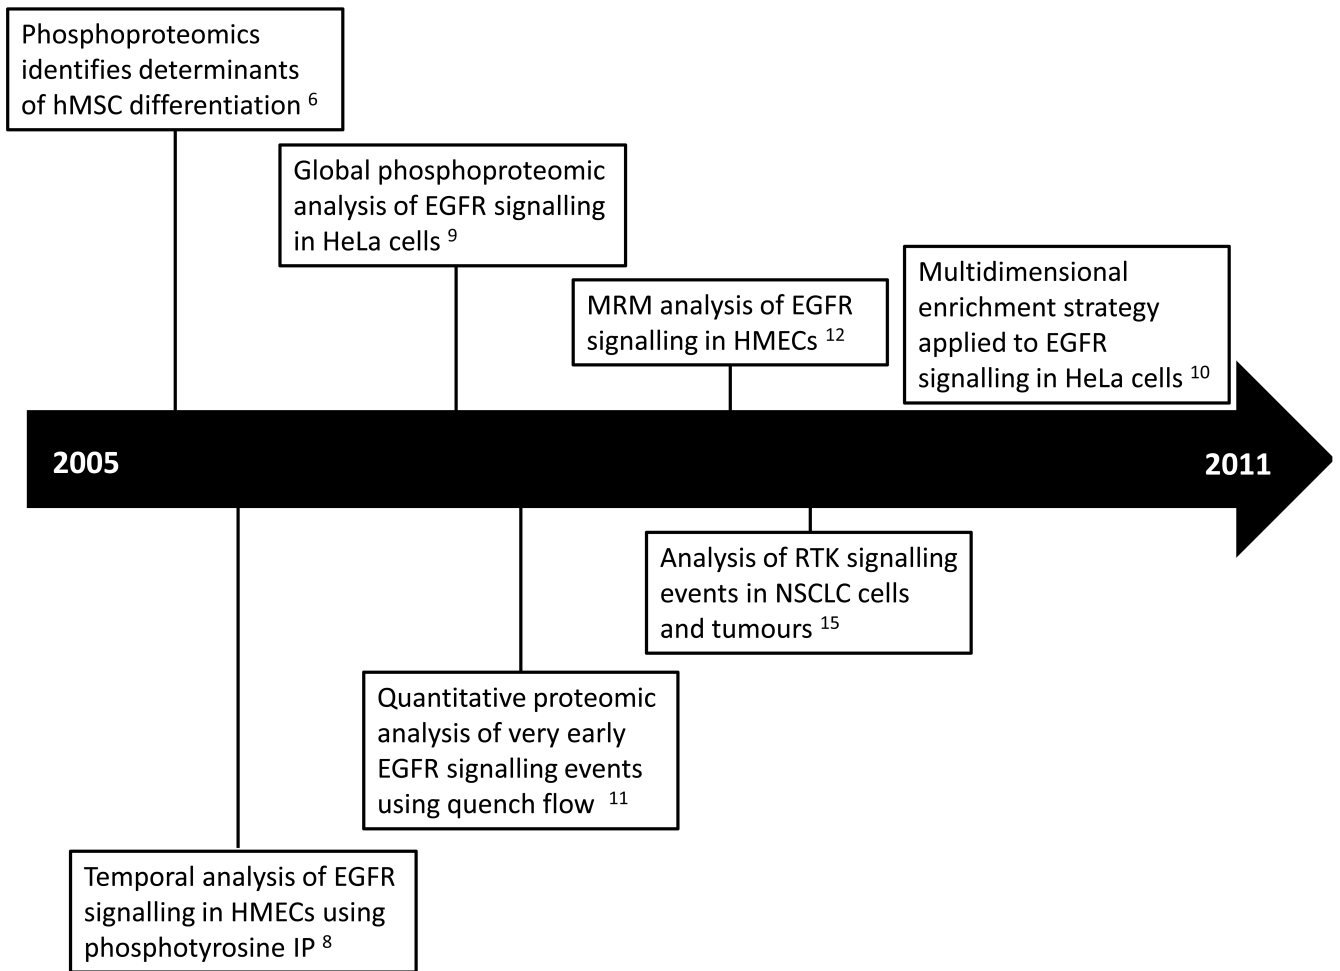 Phosphoproteomics
identifies determinants
of hMSC differentiation 6
Global phosphoproteomic
analysis of EGFR signalling
in HeLa cells 9
MRM analysis of EGFR
signalling in HMECs 12
Multidimensional
enrichment strategy
applied to EGFR
signalling in HeLa cells 10
2005
2011
Analysis of RTK signalling
events in NSCLC cells
and tumours 15
Quantitative proteomic
analysis of very early
EGFR signalling events
using quench flow 11
Temporal analysis of EGFR
signalling in HMECs using
phosphotyrosine IP 8